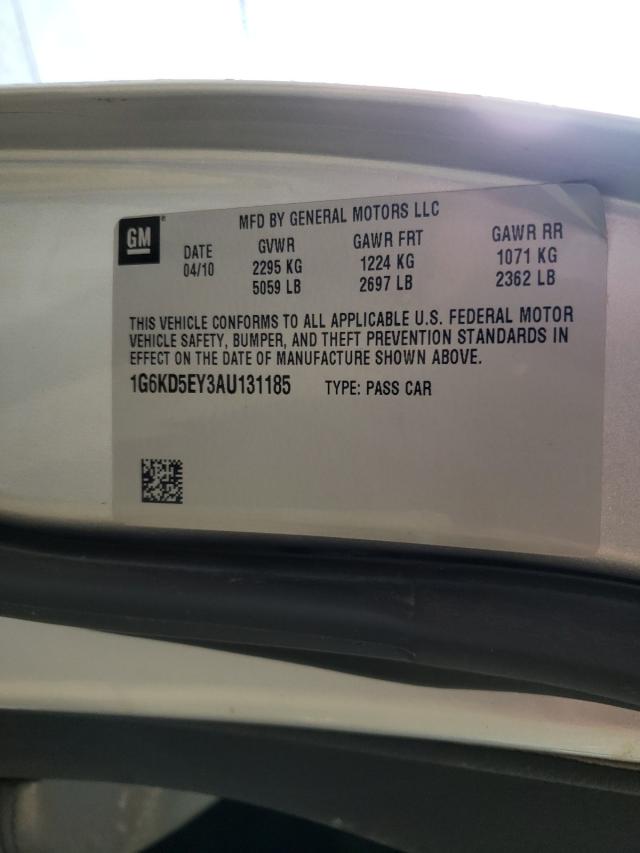 MFD BY GENERAL MOTORS LLC
GM®
DATE GVWR GAWR FRT GAWR RR
04/10 2295 KG 1224 KG 1071 KG
5059 LB 2697 LB 2362 LB
THIS VEHICLE CONFORMS TO ALL APPLICABLE U.S. FEDERAL MOTOR
VEHICLE SAFETY, BUMPER, AND THEFT PREVENTION STANDARDS IN
EFFECT ON THE DATE OF MANUFACTURE SHOWN ABOVE.
1G6KD5EY3AU131185 TYPE: PASS CAR